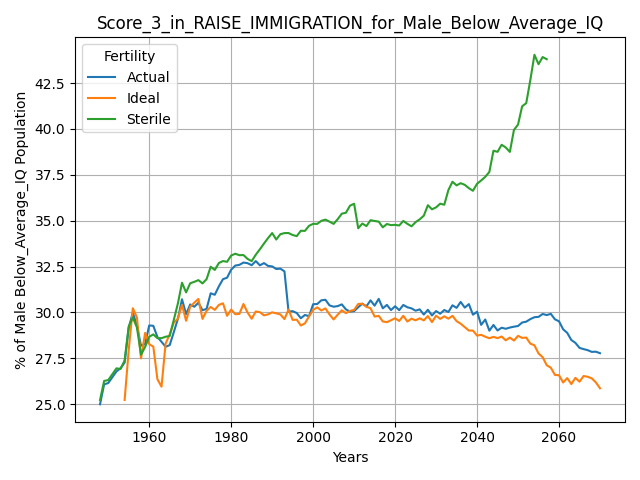 Score_3_in_RAISE_IMMIGRATION_for_Male_Below_Average_IQ
Fertility
Actual
Ideal
Sterile
% of Male Below_Average_IQ Population
42.5
40.0
37.5
35.0
32.5
30.0
27.5
25.0
1960
1980
2000
2020
2040
2060
Years